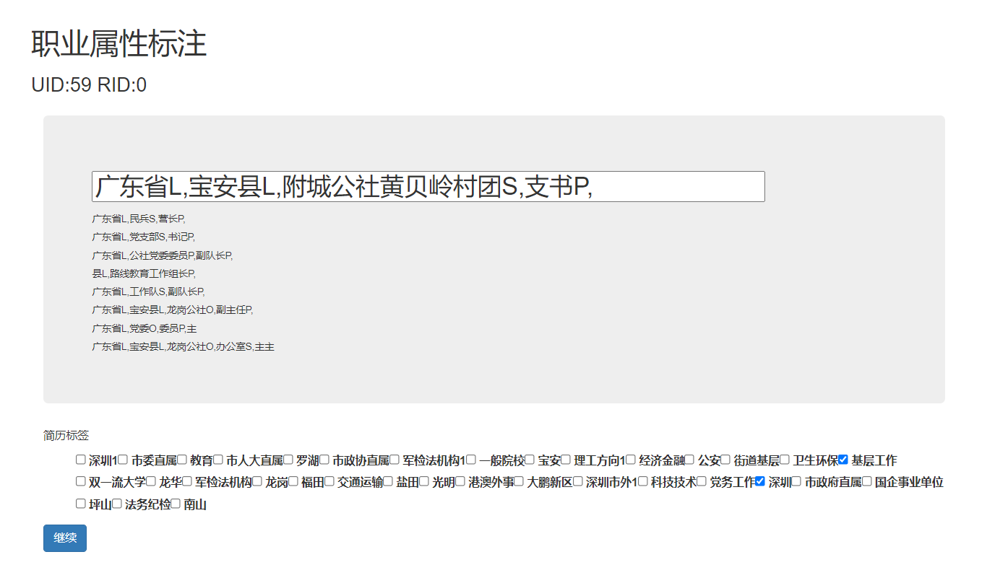 职业属性标注
UID:59 RID:0
广东省L,宝安县L,附城公社黄贝岭村团S,支书P,
广东省L,民兵S,营长P,
广东省L,党支部S,书记P,
广东省L,公社党委委员P,副队长P,
县L,路线教育工作组长P,
广东省L,工作队S,副队长P,
广东省L,宝安县L,龙岗公社O,副主任P,
广东省L,党委O,委员P,主
广东省L,宝安县L,龙岗公社O,办公室S,主主
简历标签
深圳1 市委直属 教育 市人大直属 罗湖 市政协直属 军检法机构1 一般院校 宝安 理工方向1 经济金融 公安 街道基层 卫生环保 基层工作
双一流大学 龙华 军检法机构 龙岗 福田 交通运输 盐田 光明 港澳外事 大鹏新区 深圳市外1 科技技术 党务工作 深圳 市政府直属 国企事业单位
坪山 法务纪检 南山
继续